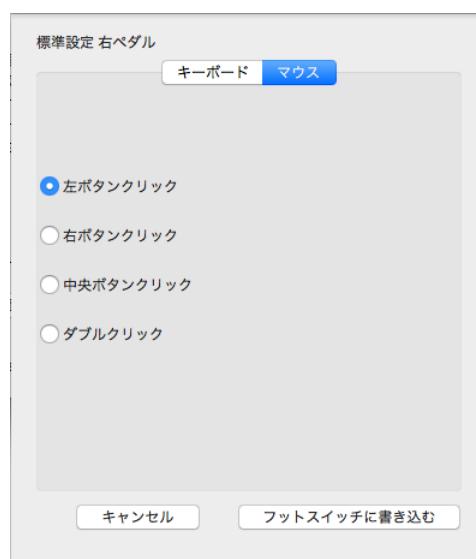 標準設定 右ペダル
キーボード マウス
左ボタンクリック
右ボタンクリック
中央ボタンクリック
ダブルクリック
キャンセル フットスイッチに書き込む